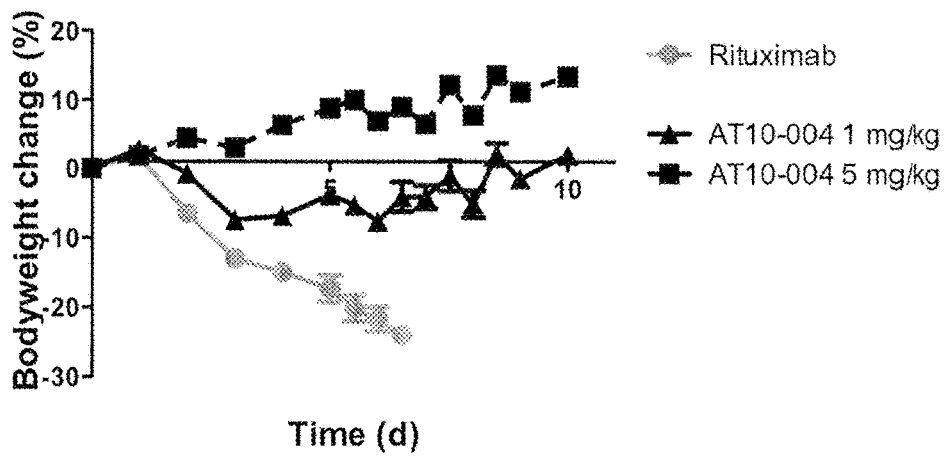 Bodyweight change (%)
20
10
0
-10
-20
-30
5
10
Time (d)
Rituximab
AT10-004 1 mg/kg
AT10-004 5 mg/kg